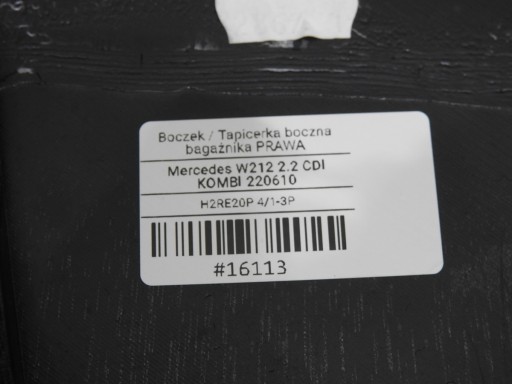 Boczek / Tapicerka boczna
bagażnika PRAWA
Mercedes W212 2.2 CDI
KOMBI 220610
H2RE20P 4/1-3P
#16113